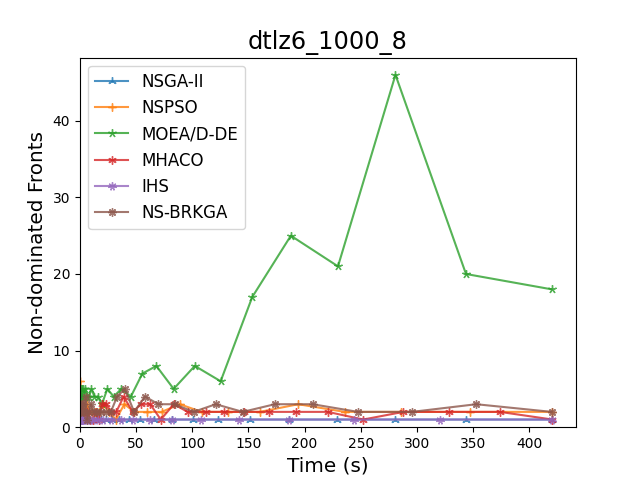 dtlz6_1000_8
Non-dominated Fronts
40
30
20
10
0
NSGA-II
NSPSO
MOEA/D-DE
MHACO
IHS
NS-BRKGA
0 50 100 150 200 250 300 350 400
Time (s)